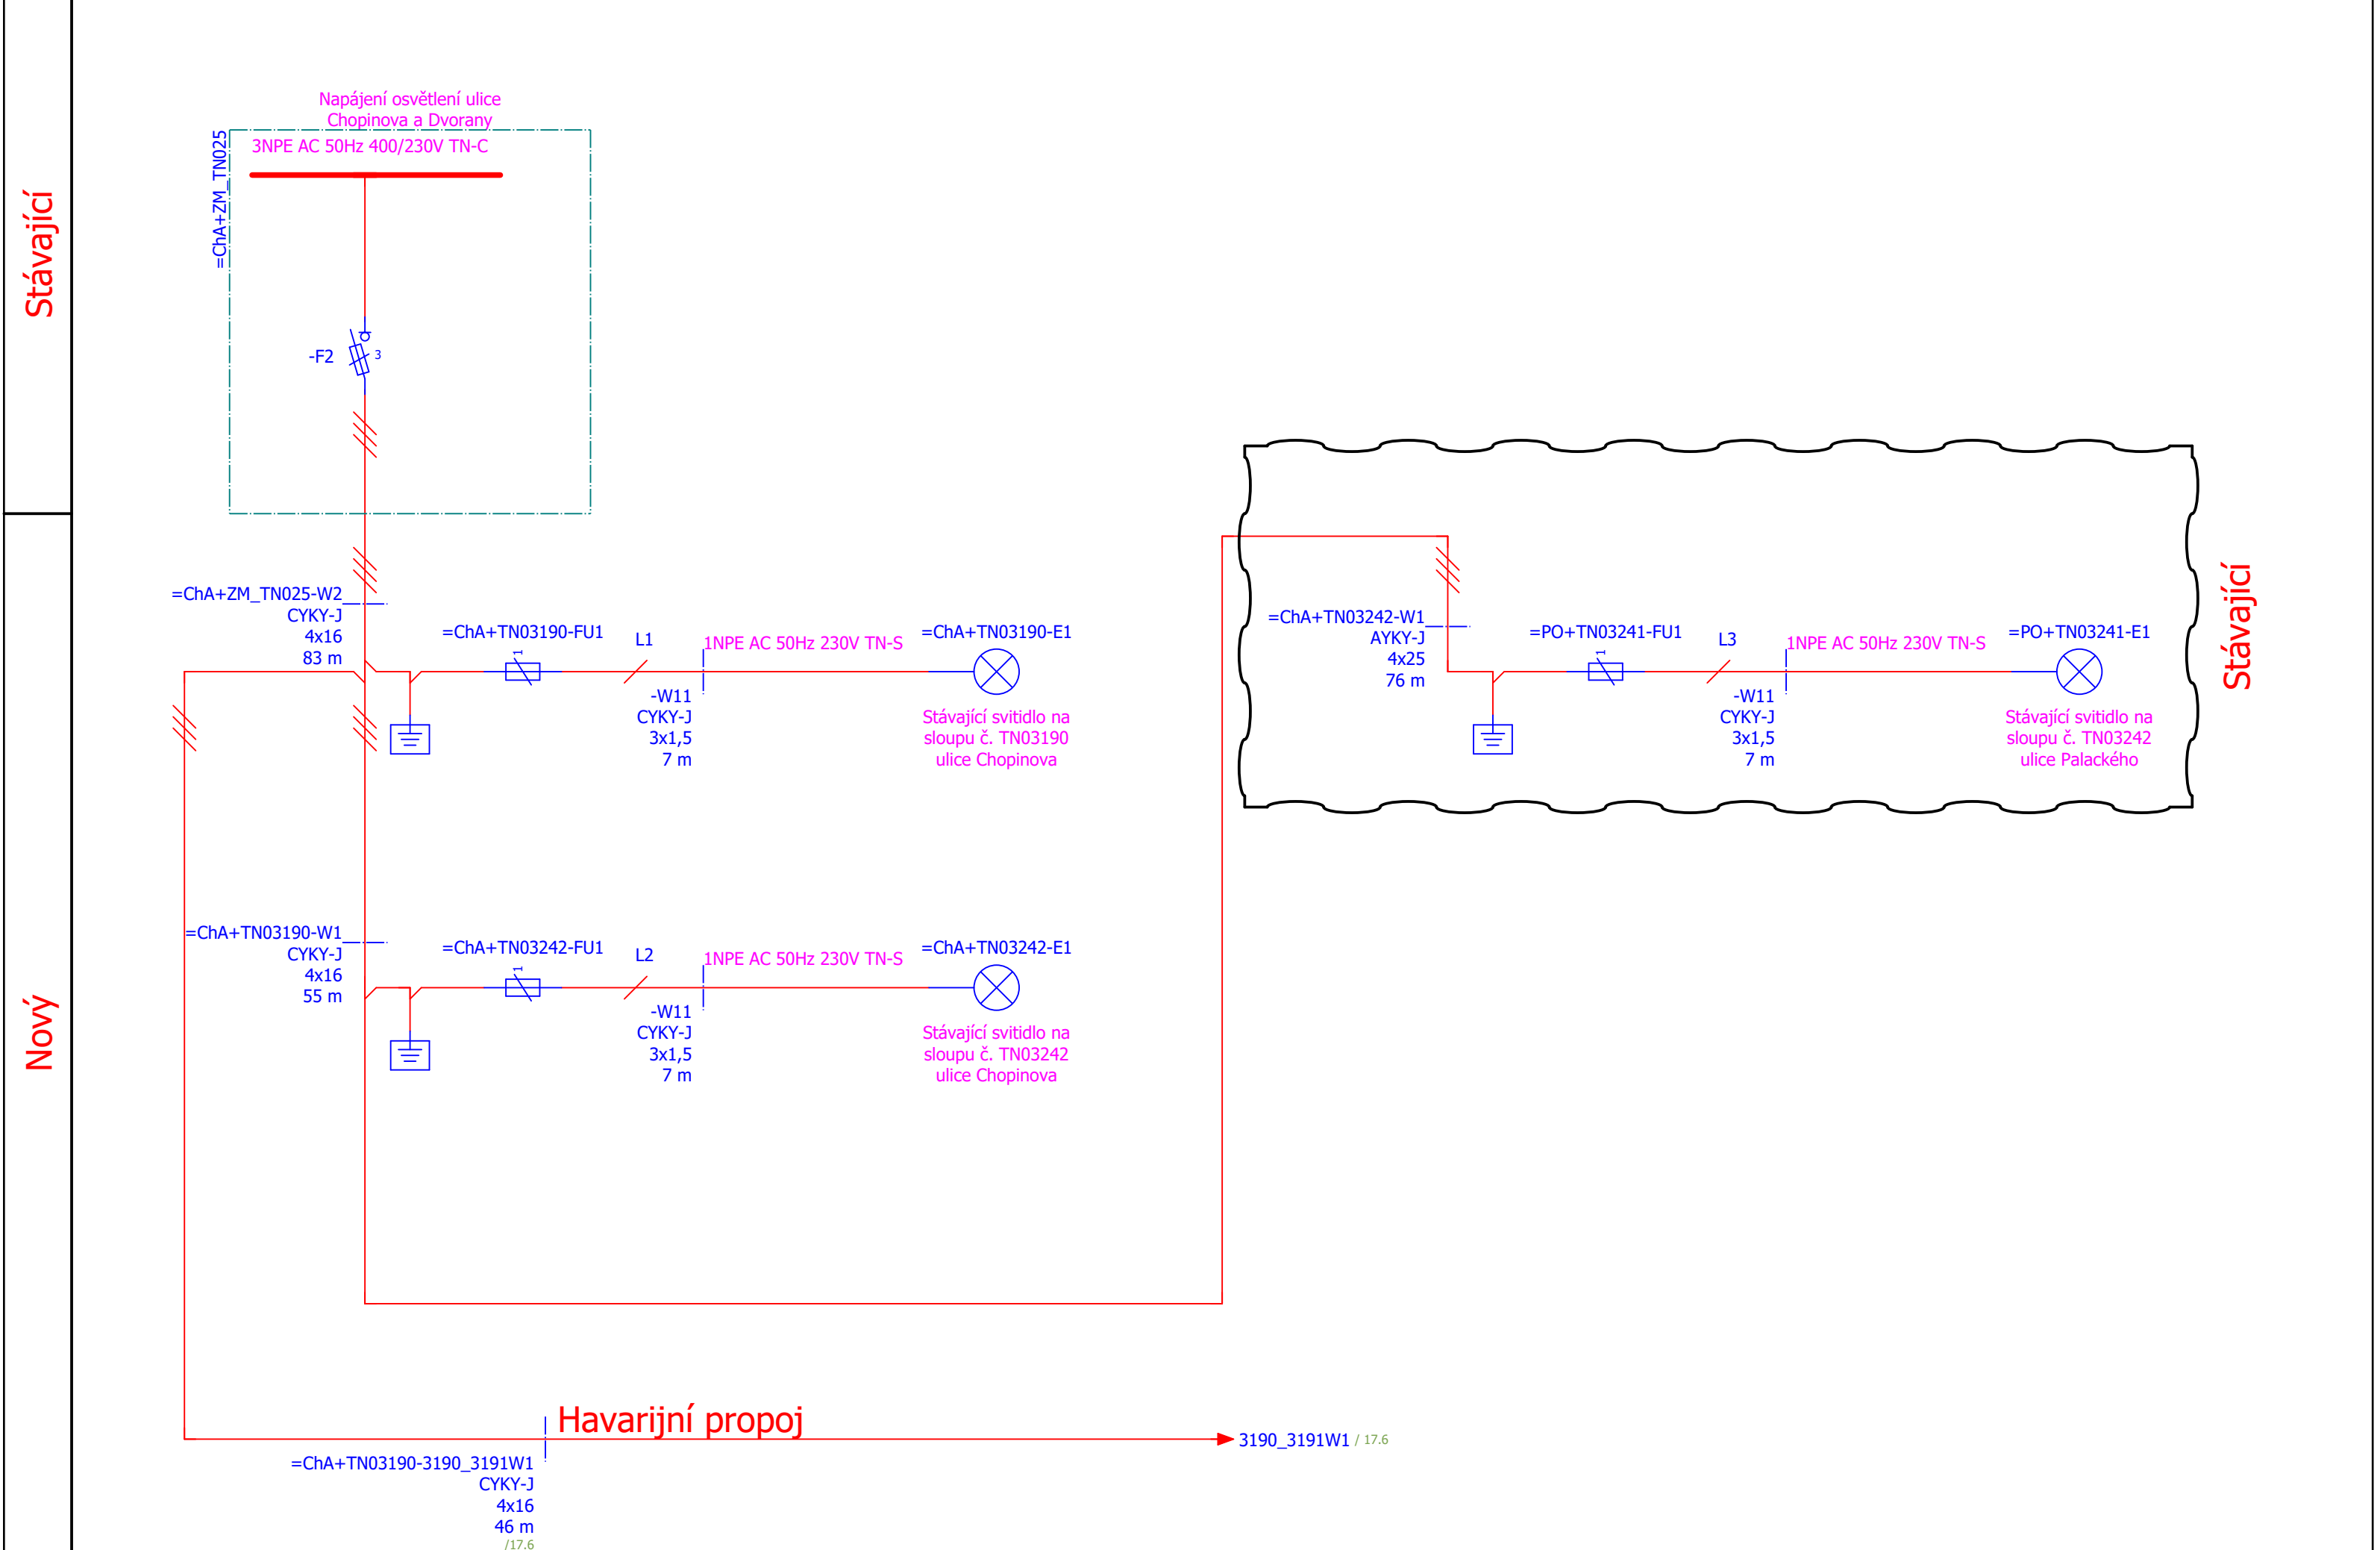 Stávající
Nový
Napájení osvětlení ulice
Chopinova a Dvorany
=ChA+ZM_TN025
3NPE AC 50Hz 400/230V TN-C
-F2
3
=ChA+ZM_TN025-W2
CYKY-J
4x16
83 m
=ChA+TN03190-FU1
1
L1
1NPE AC 50Hz 230V TN-S
=ChA+TN03190-E1
-W11
CYKY-J
3x1,5
7 m
Stávající svitidlo na
sloupu č. TN03190
ulice Chopinova
=ChA+TN03242-W1
AYKY-J
4x25
76 m
=PO+TN03241-FU1
1
L3
1NPE AC 50Hz 230V TN-S
=PO+TN03241-E1
-W11
CYKY-J
3x1,5
7 m
Stávající svitidlo na
sloupu č. TN03242
ulice Palackého
Stávající
=ChA+TN03190-W1
CYKY-J
4x16
55 m
=ChA+TN03242-FU1
1
L2
1NPE AC 50Hz 230V TN-S
=ChA+TN03242-E1
-W11
CYKY-J
3x1,5
7 m
Stávající svitidlo na
sloupu č. TN03242
ulice Chopinova
Havarijní propoj
3190_3191W1 / 17.6
=ChA+TN03190-3190_3191W1
CYKY-J
4x16
46 m
/17.6